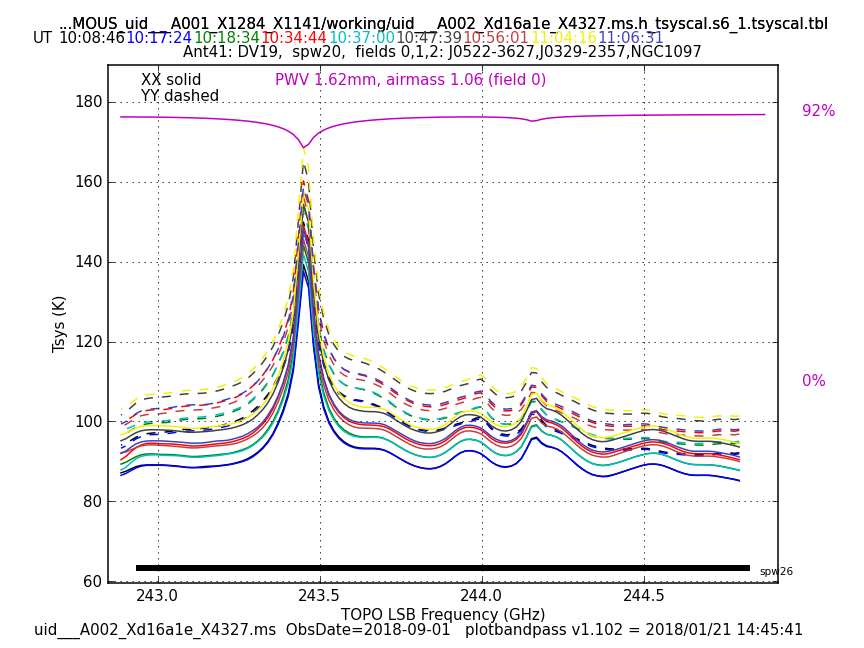 ...MOUS_uid___A001_X1284_X1141/working/uid___A002_Xd16a1e_X4327.ms.h_tsyscal.s6_1.tsyscal.tbl
UT 10:08:46 10:17:24 10:18:34 10:34:44 10:37:00 10:47:39 10:56:01 11:04:16 11:06:31
Ant41: DV19, spw20, fields 0,1,2: J0522-3627,J0329-2357,NGC1097
XX solid
YY dashed
PWV 1.62mm, airmass 1.06 (field 0)
92%
0%
Tsys (K)
180
160
140
120
100
80
60
spw26
243.0 243.5 244.0 244.5
TOPO LSB Frequency (GHz)
uid___A002_Xd16a1e_X4327.ms ObsDate=2018-09-01 plotbandpass v1.102 = 2018/01/21 14:45:41